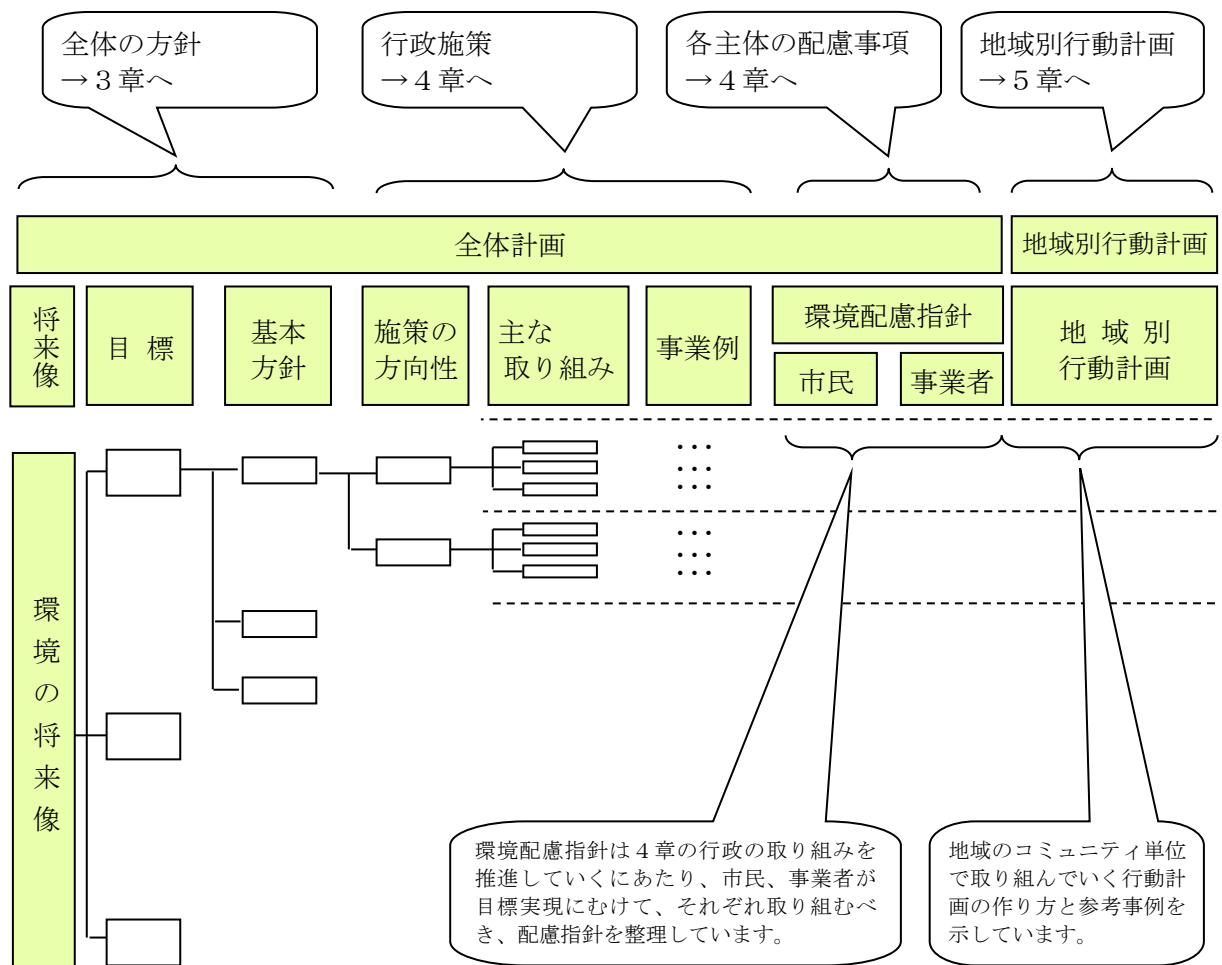 全体の方針
→３章へ
行政施策
→４章へ
各主体の配慮事項
→４章へ
地域別行動計画
→５章へ
全体計画
地域別行動計画
将来像
目 標
基本
方針
施策の
方向性
主な
取り組み
事業例
環境配慮指針
市民
事業者
地 域 別
行動計画
・・・
・・・
・・・
・・・
・・・
・・・
環境の将来像
環境配慮指針は４章の行政の取り組みを
推進していくにあたり、市民、事業者が
目標実現にむけて、それぞれ取り組むべ
き、配慮指針を整理しています。
地域のコミュニティ単位
で取り組んでいく行動計
画の作り方と参考事例を
示しています。